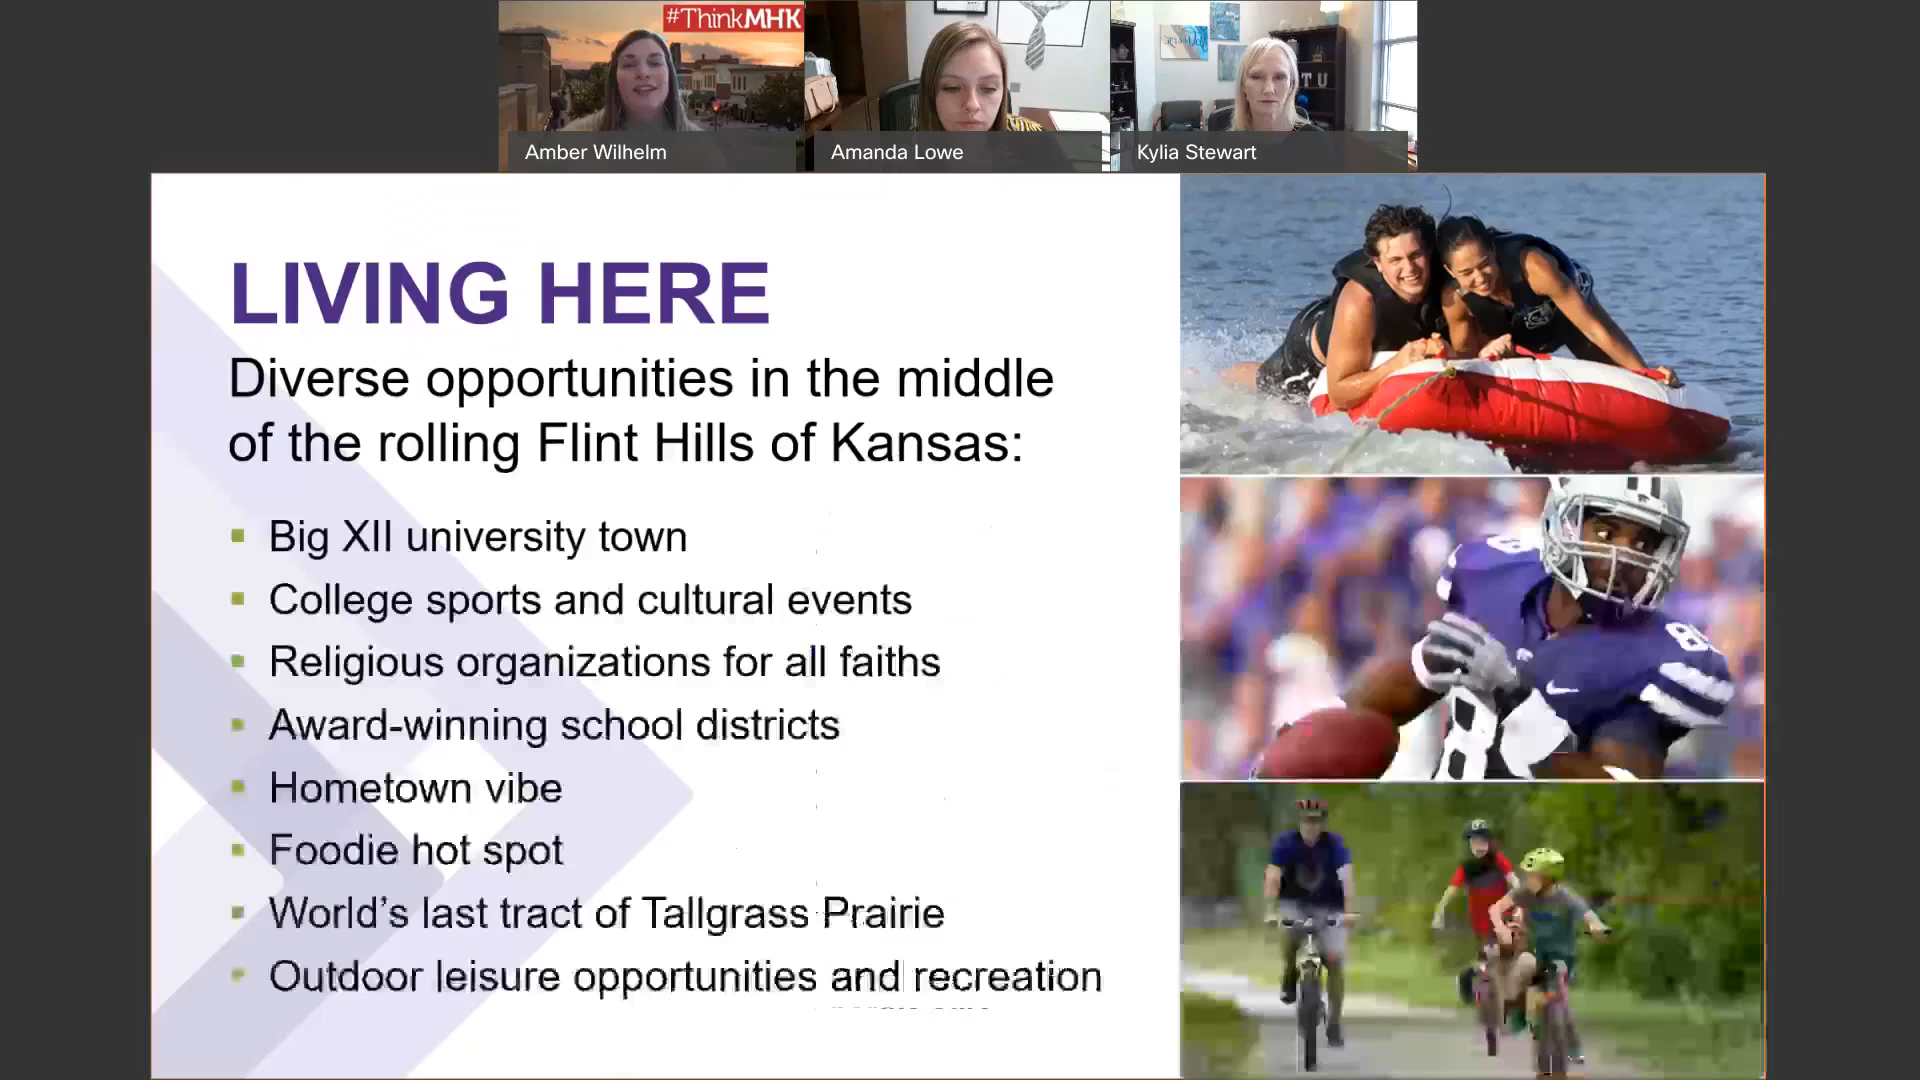 #ThinkMHK
TU
Amber Wilhelm
Amanda Lowe
Kylia Stewart
LIVING HERE
Diverse opportunities in the middle
of the rolling Flint Hills of Kansas:
Big XII university town
College sports and cultural events
Religious organizations for all faiths
Award-winning school districts
Hometown vibe
Foodie hot spot
World's last tract of Tallgrass Prairie
Outdoor leisure opportunities and recreation